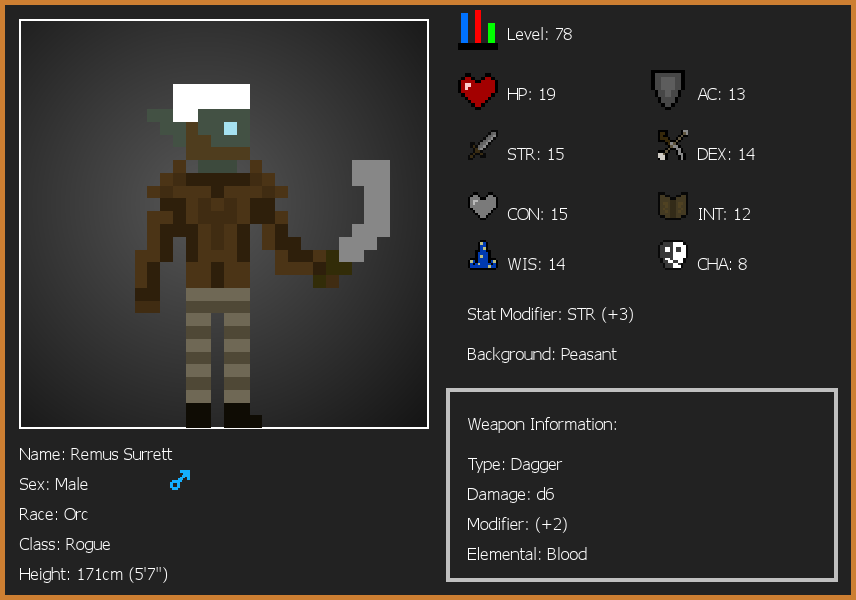 Level: 78
HP: 19
AC: 13
STR: 15
DEX: 14
CON: 15
INT: 12
WIS: 14
CHA: 8
Stat Modifier: STR (+3)
Background: Peasant
Weapon Information:
Type: Dagger
Damage: d6
Modifier: (+2)
Elemental: Blood
Name: Remus Surrett
Sex: Male
Race: Orc
Class: Rogue
Height: 171cm (5'7")